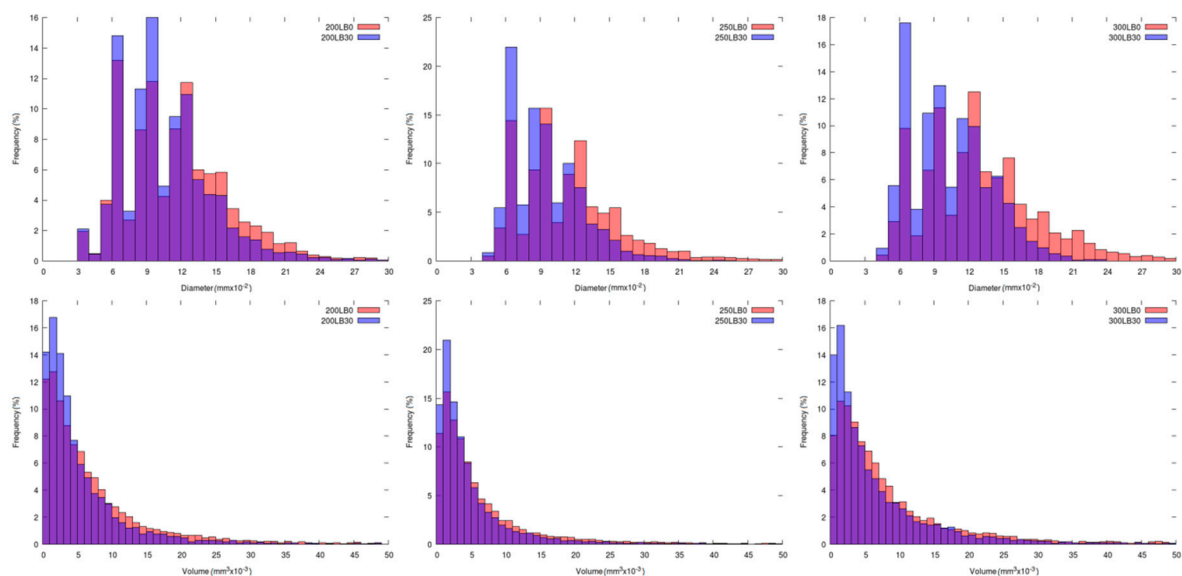 16
14
12
10
8
6
4
2
0
Frequency (%)
0 3 6 9 12 15 18 21 24 27 30
Diameter (mmx10-2)
200LB0
200LB30
25
20
15
10
5
0
Frequency (%)
0 3 6 9 12 15 18 21 24 27 30
Diameter (mmx10-2)
250LB0
250LB30
18
16
14
12
10
8
6
4
2
0
Frequency (%)
0 3 6 9 12 15 18 21 24 27 30
Diameter (mmx10-2)
300LB0
300LB30
18
16
14
12
10
8
6
4
2
0
Frequency (%)
0 5 10 15 20 25 30 35 40 45 50
Volume (mm³x10-3)
200LB0
200LB30
25
20
15
10
5
0
Frequency (%)
0 5 10 15 20 25 30 35 40 45 50
Volume (mm³x10-3)
250LB0
250LB30
18
16
14
12
10
8
6
4
2
0
Frequency (%)
0 5 10 15 20 25 30 35 40 45 50
Volume (mm³x10-3)
300LB0
300LB30